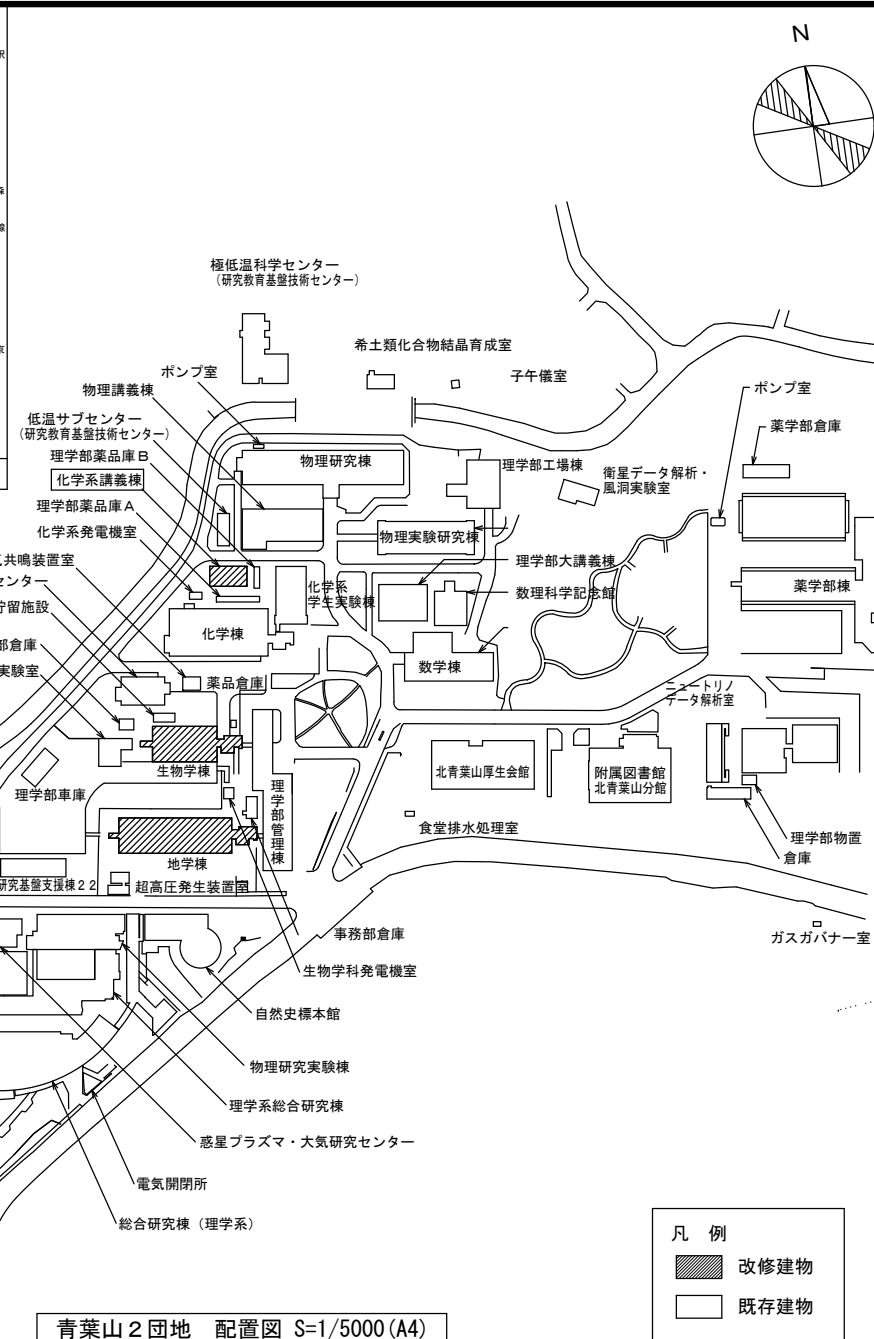 N
沢
森
線
京
極低温科学センター
（研究教育基盤技術センター）
希土類化合物結晶育成室
子午儀室
ポンプ室
ポンプ室
物理講義棟
薬学部倉庫
低温サブセンター
（研究教育基盤技術センター）
物理研究棟
理学部薬品庫Ｂ
理学部工場棟
衛星データ解析・
風洞実験室
化学系講義棟
理学部薬品庫Ａ
化学系発電機室
物理実験研究棟
共鳴装置室
理学部大講義棟
センター
化学系
学生実験棟
数理科学記念館
薬学部棟
貯留施設
化学棟
部倉庫
数学棟
実験室
薬品倉庫
ニュートリノ
データ解析室
生物学棟
北青葉山厚生会館
附属図書館
北青葉山分館
理学部車庫
理学部管理棟
食堂排水処理室
理学部物置
倉庫
地学棟
研究基盤支援棟２２
超高圧発生装置室
事務部倉庫
ガスガバナー室
生物学科発電機室
自然史標本館
物理研究実験棟
理学系総合研究棟
惑星プラズマ・大気研究センター
電気開閉所
総合研究棟（理学系）
凡 例
改修建物
既存建物
青葉山２団地　配置図 S=1/5000(A4)